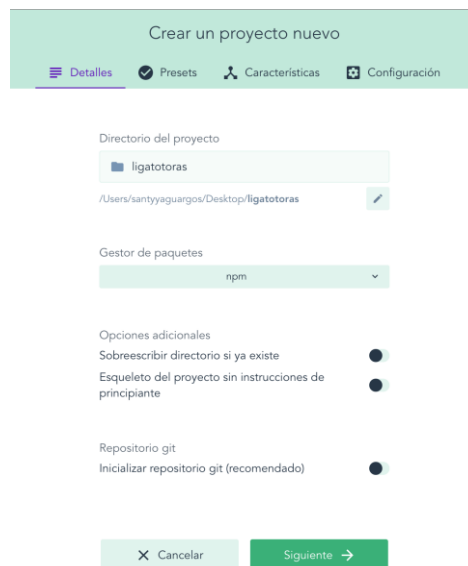 Crear un proyecto nuevo
Detalles
Presets
Características
Configuración
Directorio del proyecto
ligatotoras
/Users/santyyaguargos/Desktop/ligatotoras
Gestor de paquetes
npm
Opciones adicionales
Sobreescribir directorio si ya existe
Esqueleto del proyecto sin instrucciones de
principiante
Repositorio git
Inicializar repositorio git (recomendado)
Cancelar
Siguiente